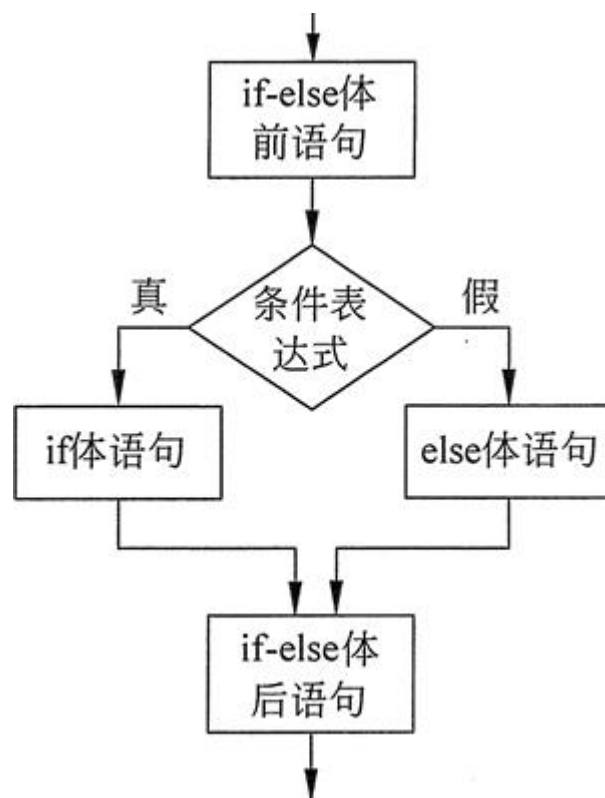 if-else体
前语句
真
假
条件表
达式
if体语句
else体语句
if-else体
后语句